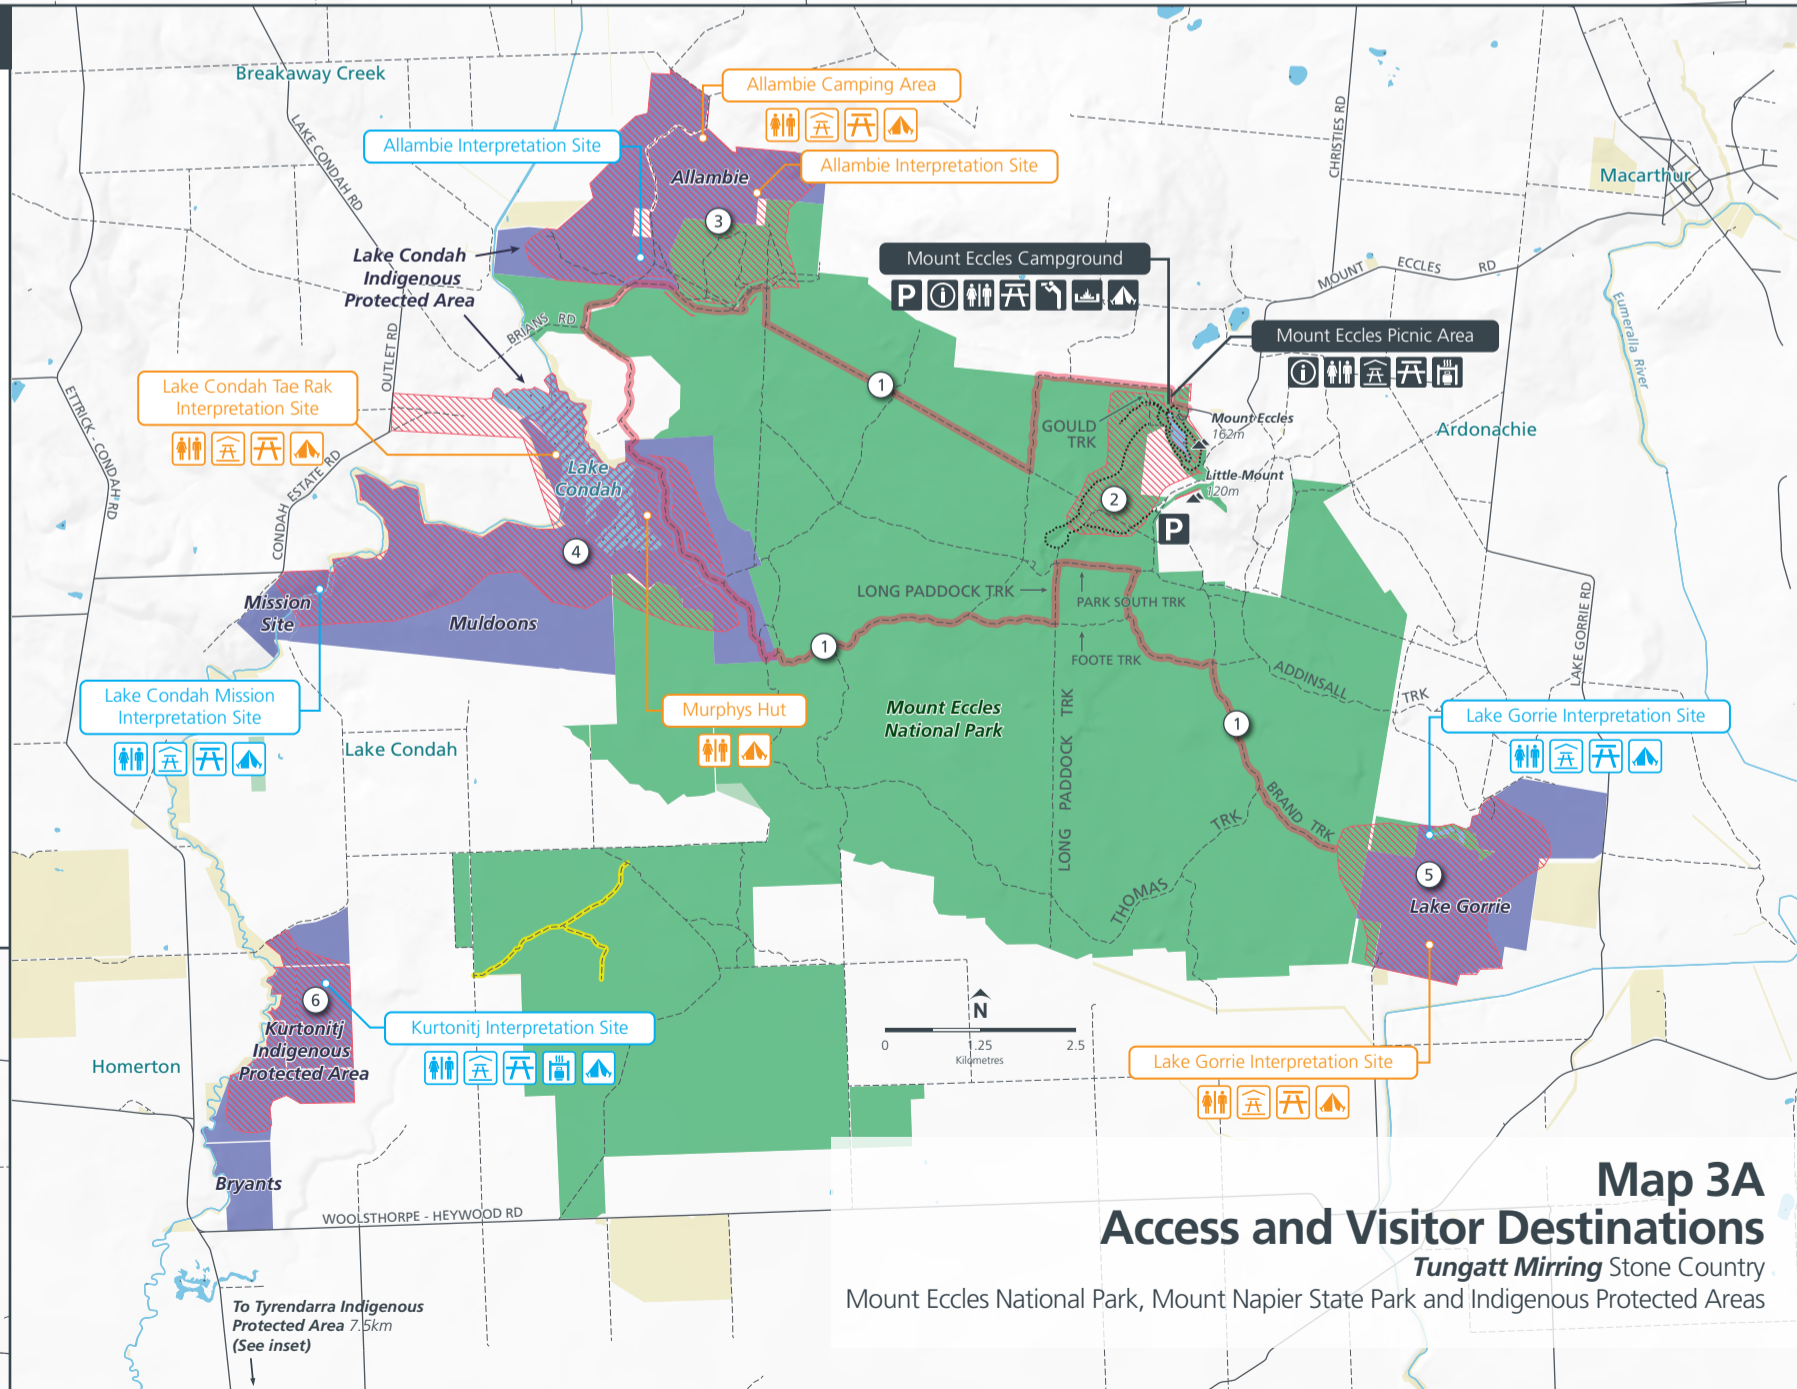 Breakaway Creek
LAKE CONDAH RD
Allambie Camping Area
Allambie Interpretation Site
Allambie Interpretation Site
Allambie
3
CHRISTIES RD
Macarthur
Lake Condah
Indigenous
Protected Area
Mount Eccles Campground
P
MOUNT ECCLES RD
Eumeralla River
BRIANS RD
OUTLET RD
Mount Eccles Picnic Area
Lake Condah Tae Rak
Interpretation Site
ETTRICK - CONDAH RD
1
GOULD
TRK
Mount Eccles
162m
Ardonachie
Little Mount
120m
Lake
Condah
CONDAH ESTATE RD
2
P
4
LONG PADDOCK TRK
PARK SOUTH TRK
FOOTE TRK
Mission
Site
Muldoons
LAKE GORRIE RD
1
ADDINSALL TRK
Lake Condah Mission
Interpretation Site
Murphys Hut
Mount Eccles
National Park
LONG PADDOCK TRK
1
Lake Gorrie Interpretation Site
Lake Condah
BRAND TRK
THOMAS TRK
5
Lake Gorrie
6
Kurtonitj
Indigenous
Protected Area
Kurtonitj Interpretation Site
N
0 1.25 2.5
Kilometres
Lake Gorrie Interpretation Site
Homerton
Bryants
WOOLSTHORPE - HEYWOOD RD
Map 3A
Access and Visitor Destinations
Tungatt Mirring Stone Country
Mount Eccles National Park, Mount Napier State Park and Indigenous Protected Areas
To Tyrendarra Indigenous
Protected Area 7.5km
(See inset)